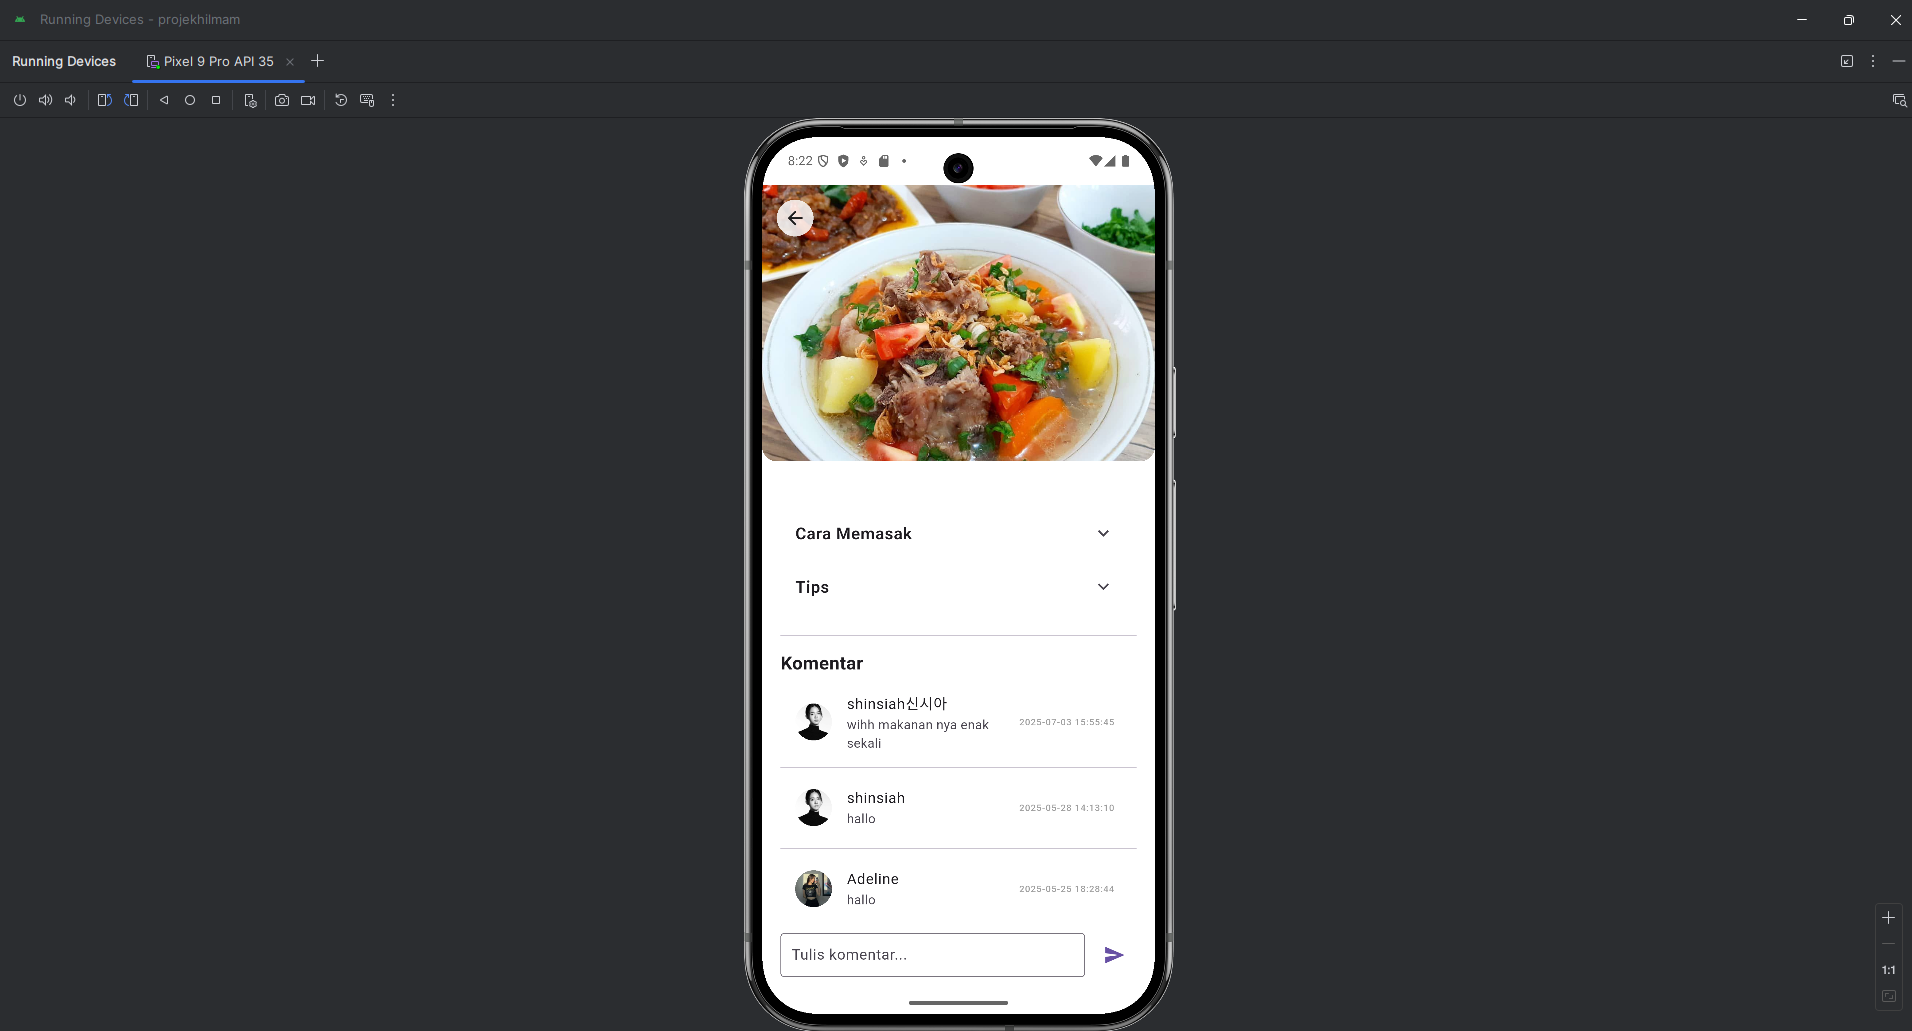 Running Devices - projekhilmam
Running Devices
Pixel 9 Pro API 35
8:22
Cara Memasak
Tips
Komentar
shinsiah신시아
wihh makanan nya enak
sekali
2025-07-03 15:55:45
shinsiah
hallo
2025-05-28 14:13:10
Adeline
hallo
2025-05-25 18:28:44
Tulis komentar...
1:1